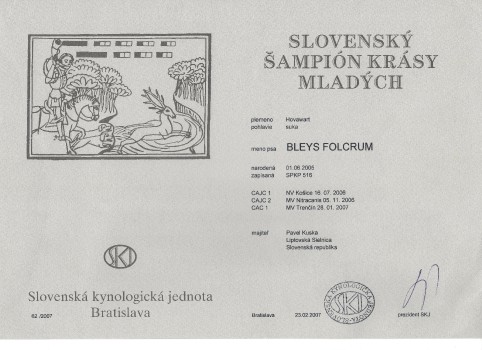 SLOVENSKÝ
ŠAMPIÓN KRÁSY
MLADÝCH
plemeno Hovawart
pohlavie suka
meno psa BLEYS FOLCRUM
narodená 01.08.2005
zapísaná SPKP 516
CAJC 1 NV Košice 16. 07. 2006
CAJC 2 MV Nitracanis 05. 11. 2006
CAC 1 MV Trenčín 28. 01. 2007
majiteľ Pavel Kuska
Liptovská Sielnica
Slovenská republika
SKJ
Slovenská kynologická jednota
Bratislava
62 /2007
Bratislava 23.02.2007 prezident SKJ
SLOVENSKÁ KYNOLOGICKÁ JEDNOTA
SKJ